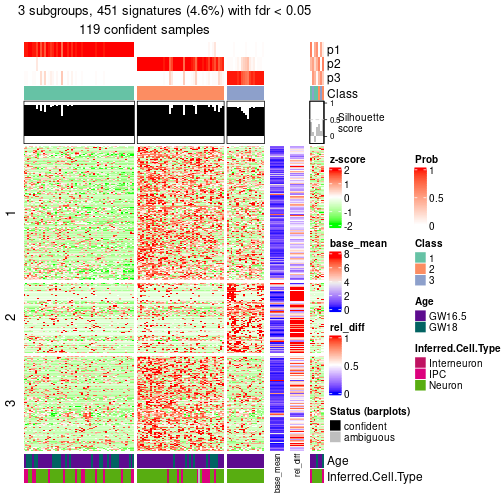 3 subgroups, 451 signatures (4.6%) with fdr < 0.05
119 confident samples
p1
p2
p3
Class
1
0.5
0
Silhouette
score
1
2
3
z-score
2
1
0
-1
-2
Prob
1
0.5
0
base_mean
8
6
4
2
0
Class
1
2
3
Age
GW16.5
GW18
rel_diff
1
0.5
0
Inferred.Cell.Type
Interneuron
IPC
Neuron
Status (barplots)
confident
ambiguous
Age
Inferred.Cell.Type
base_mean
rel_diff